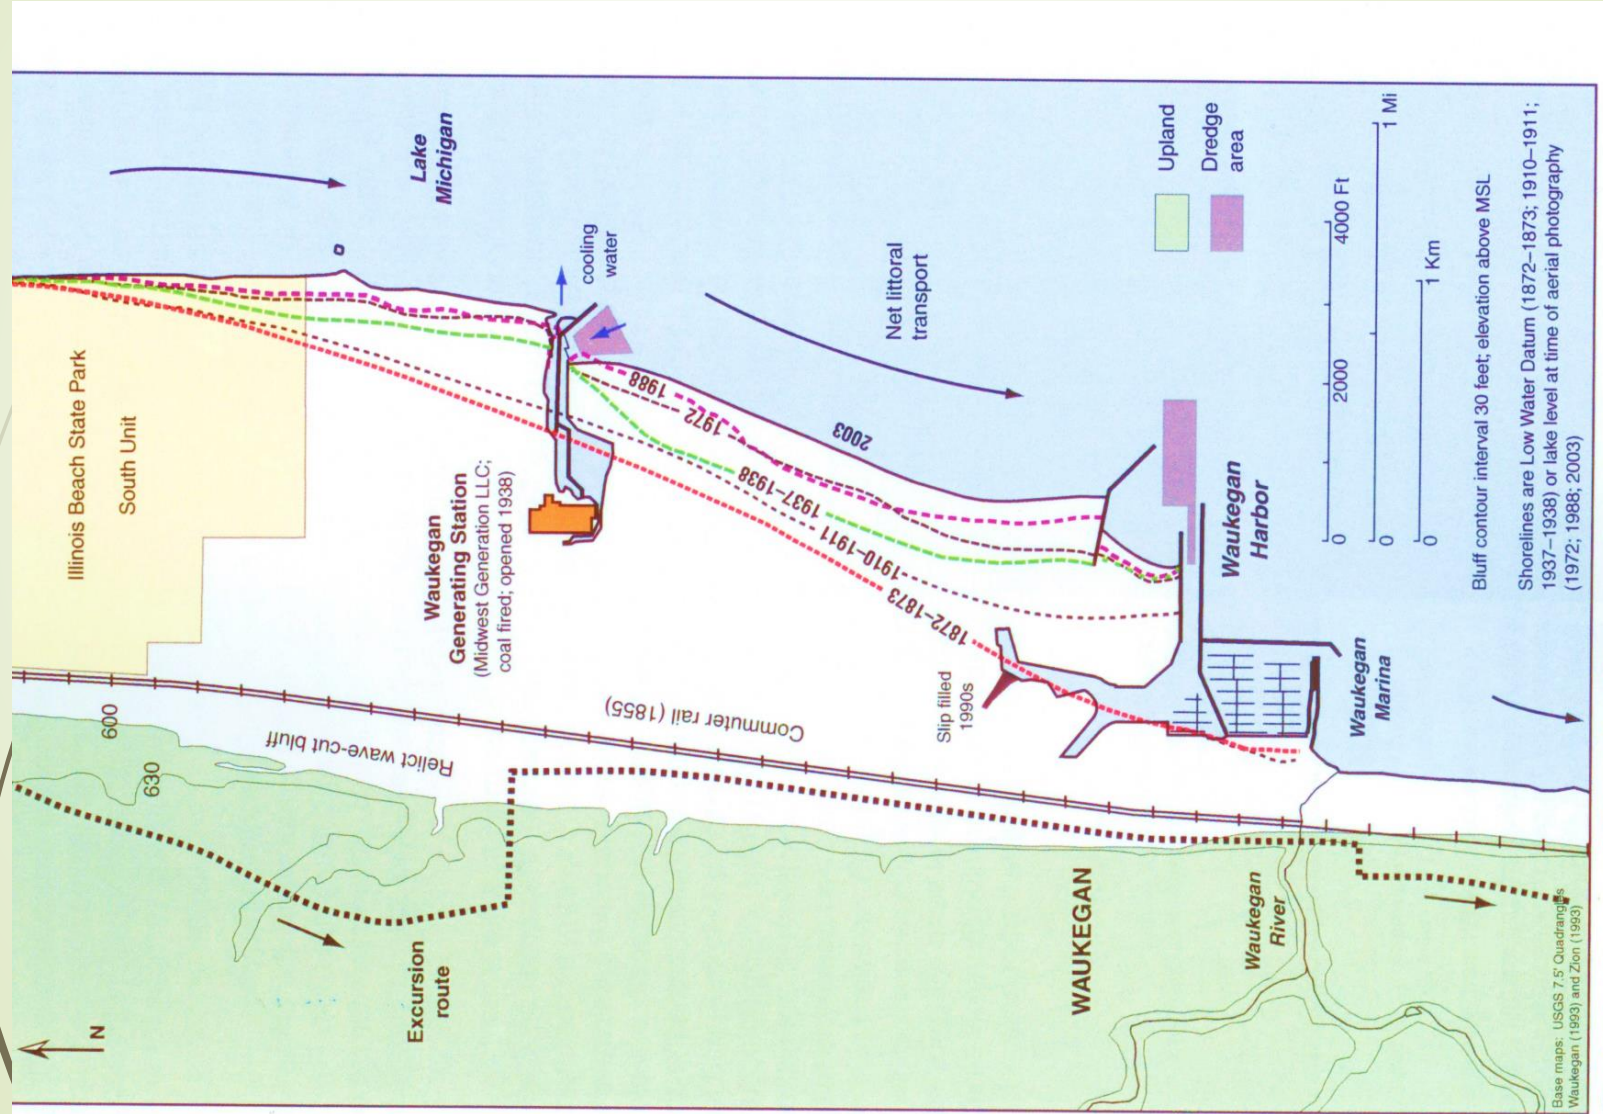 Illinois Beach State Park
South Unit
Lake
Michigan
cooling
water
Net littoral
transport
Upland
Dredge
area
0
2000
4000 Ft
0
1 Mi
0
1 Km
Bluff contour interval 30 feet; elevation above MSL
Shorelines are Low Water Datum (1872–1873; 1910–1911;
1937–1938) or lake level at time of aerial photography
(1972; 1988; 2003)
Waukegan
Generating Station
(Midwest Generation LLC;
coal fired; opened 1938)
1988
1972
2003
1937–1938
1910–1911
1872–1873
Waukegan
Harbor
Slip filled
1990s
Waukegan
Marina
Commuter rail (1855)
Relict wave-cut bluff
600
630
Excursion
route
WAUKEGAN
Waukegan
River
N
Base maps: USGS 7.5' Quadrangles
Waukegan (1993) and Zion (1993)